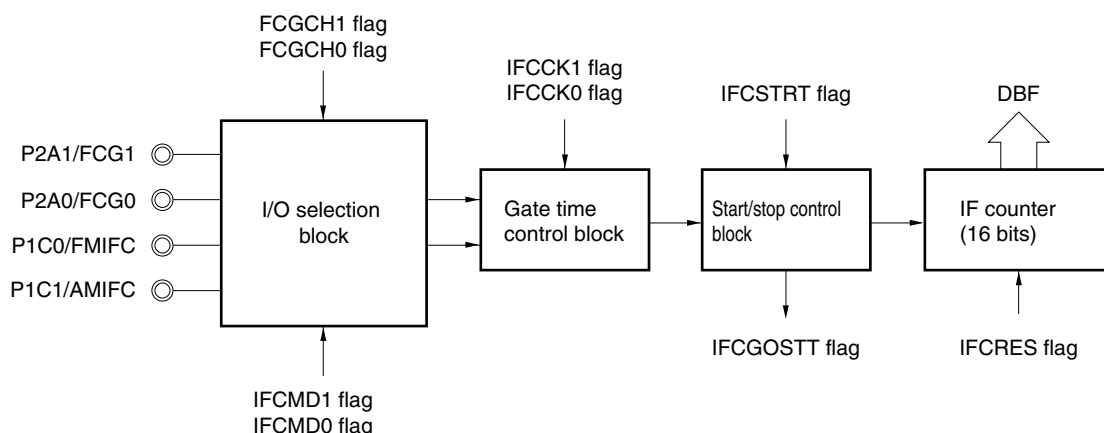 FCGCH1 flag
FCGCH0 flag
IFCCK1 flag
IFCCK0 flag
IFCSTRT flag
DBF
P2A1/FCG1
P2A0/FCG0
P1C0/FMIFC
P1C1/AMIFC
I/O selection
block
Gate time
control block
Start/stop control
block
IF counter
(16 bits)
IFCGOSTT flag
IFCRES flag
IFCMD1 flag
IFCMD0 flag